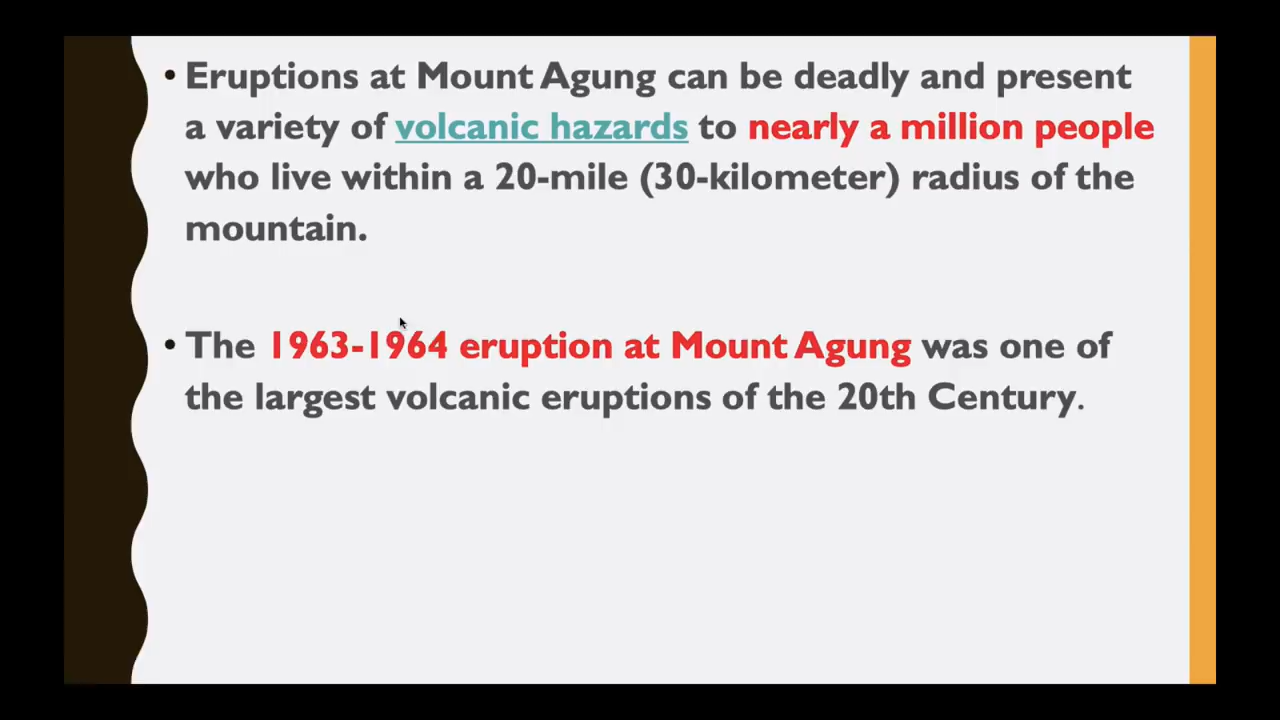 • Eruptions at Mount Agung can be deadly and present
a variety of volcanic hazards to nearly a million people
who live within a 20-mile (30-kilometer) radius of the
mountain.
• The 1963-1964 eruption at Mount Agung was one of
the largest volcanic eruptions of the 20th Century.